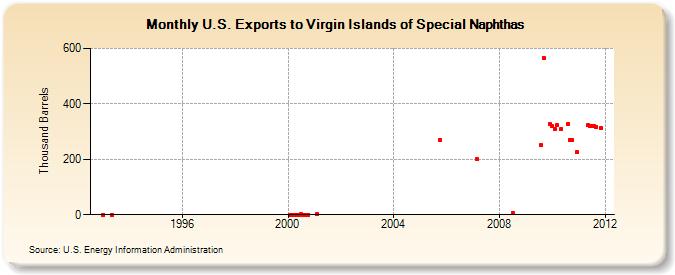 Monthly U.S. Exports to Virgin Islands of Special Naphthas
Thousand Barrels
600
400
200
0
1996 2000 2004 2008 2012
Source: U.S. Energy Information Administration